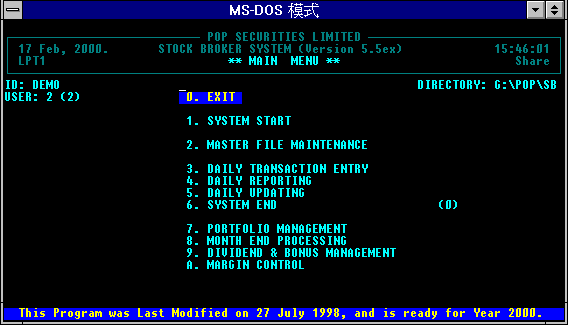 MS-DOS 模式
POP SECURITIES LIMITED
17 Feb, 2000. STOCK BROKER SYSTEM (Version 5.5ex) 15:46:01
LPT1 ** MAIN MENU ** Share
ID: DEMO DIRECTORY: G:\POP\SB
USER: 2 (2)
0. EXIT
1. SYSTEM START
2. MASTER FILE MAINTENANCE
3. DAILY TRANSACTION ENTRY
4. DAILY REPORTING
5. DAILY UPDATING
6. SYSTEM END (0)
7. PORTFOLIO MANAGEMENT
8. MONTH END PROCESSING
9. DIVIDEND & BONUS MANAGEMENT
A. MARGIN CONTROL
This Program was Last Modified on 27 July 1998, and is ready for Year 2000.